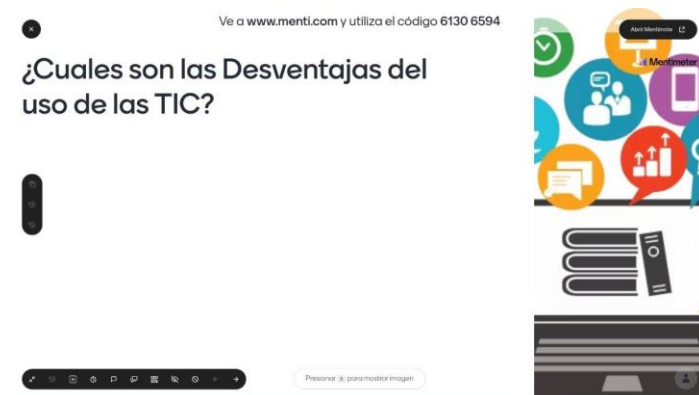 Ve a www.menti.com y utiliza el código 6130 6594
Abrir Mentimote
Mentimeter
¿Cuales son las Desventajas del
uso de las TIC?
Presionar S para mostrar imagen